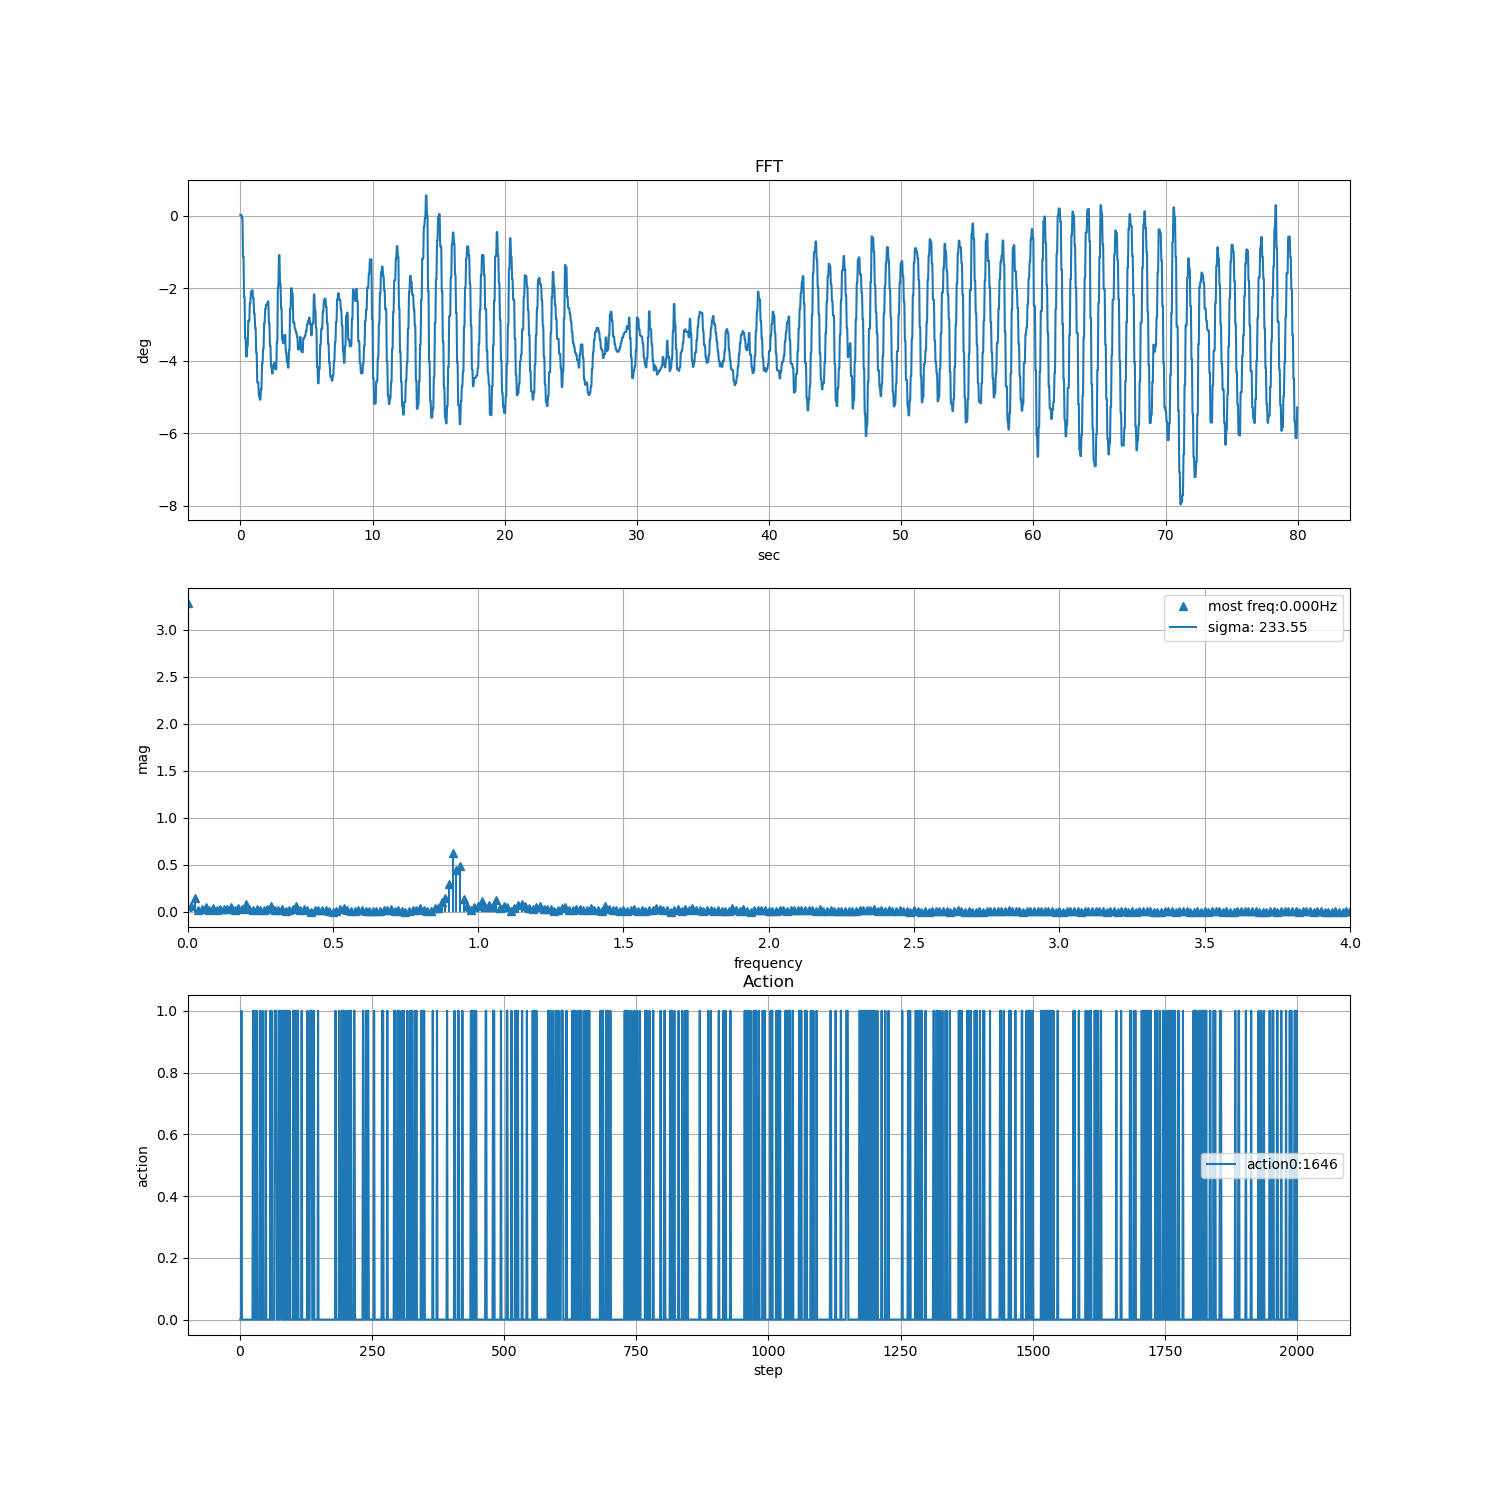 FFT
0
−2
−4
−6
−8
deg
0 10 20 30 40 50 60 70 80
sec
most freq:0.000Hz
sigma: 233.55
3.0
2.5
2.0
1.5
1.0
0.5
0.0
mag
0.0 0.5 1.0 1.5 2.0 2.5 3.0 3.5 4.0
frequency
Action
1.0
0.8
0.6
0.4
0.2
0.0
action
action0:1646
0 250 500 750 1000 1250 1500 1750 2000
step